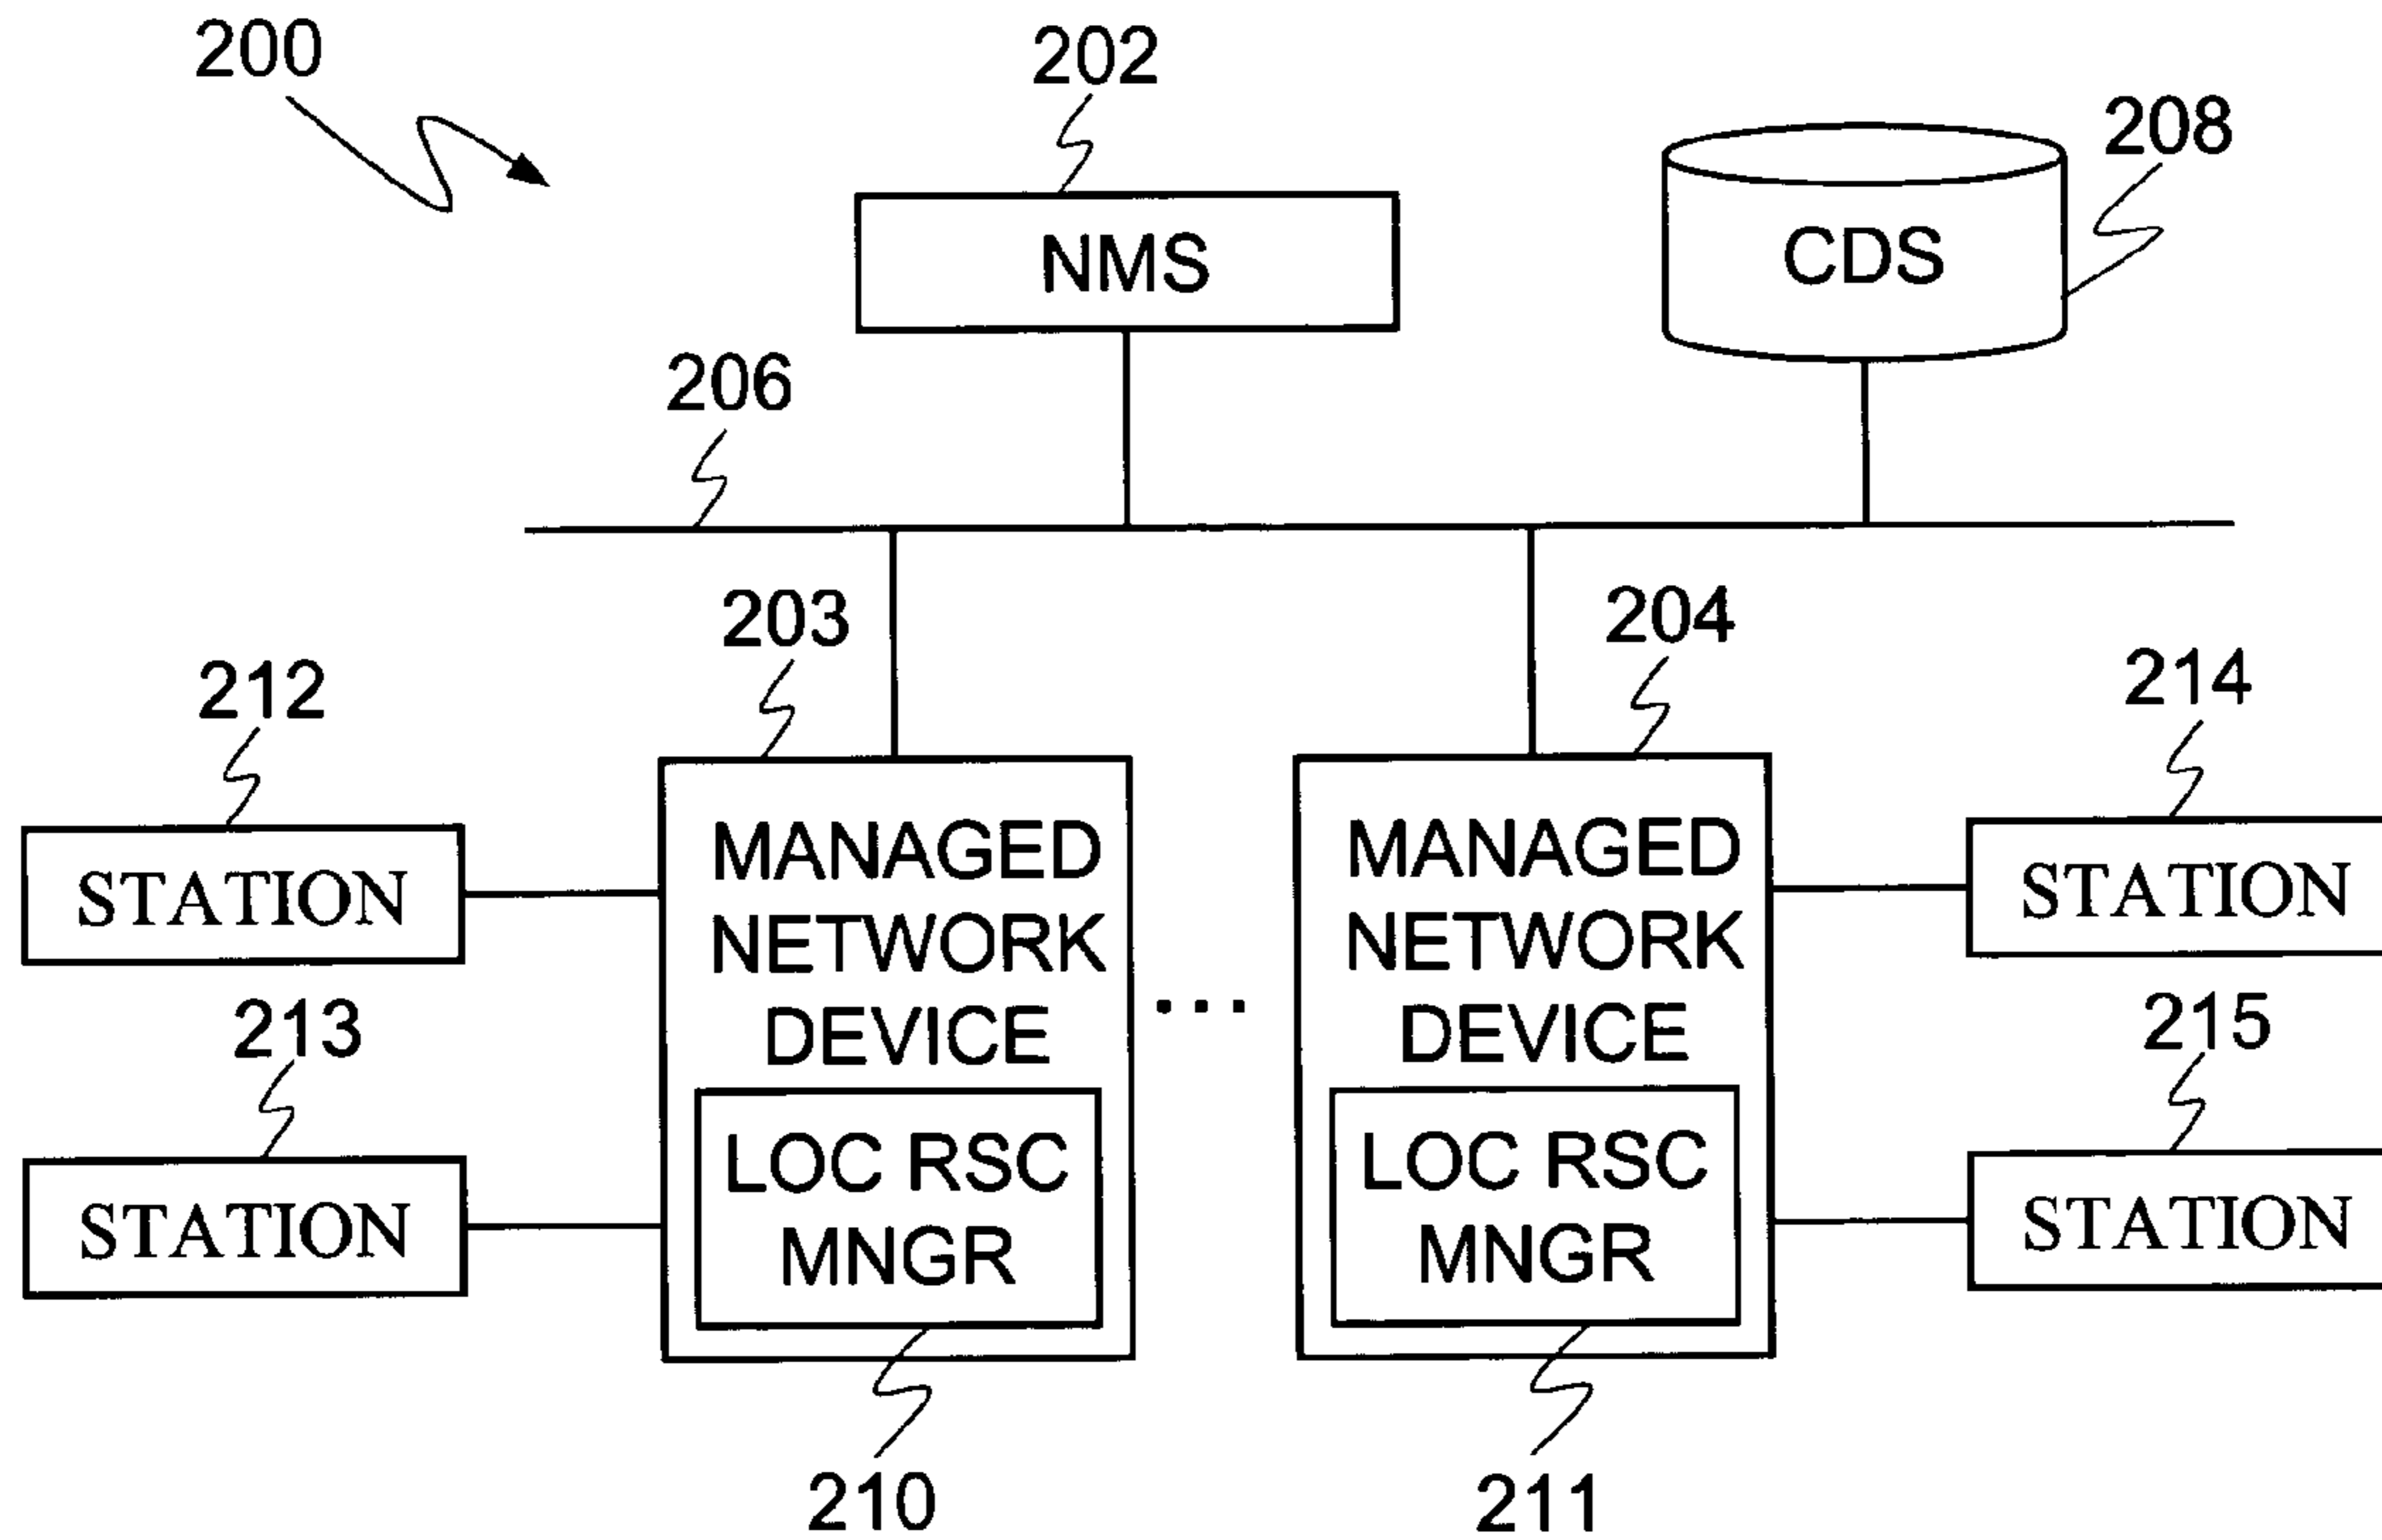 200
202
208
NMS
CDS
206
203
204
212
214
MANAGED
NETWORK
DEVICE
MANAGED
NETWORK
DEVICE
STATION
STATION
213
215
...
LOC RSC
MNGR
LOC RSC
MNGR
STATION
STATION
210
211